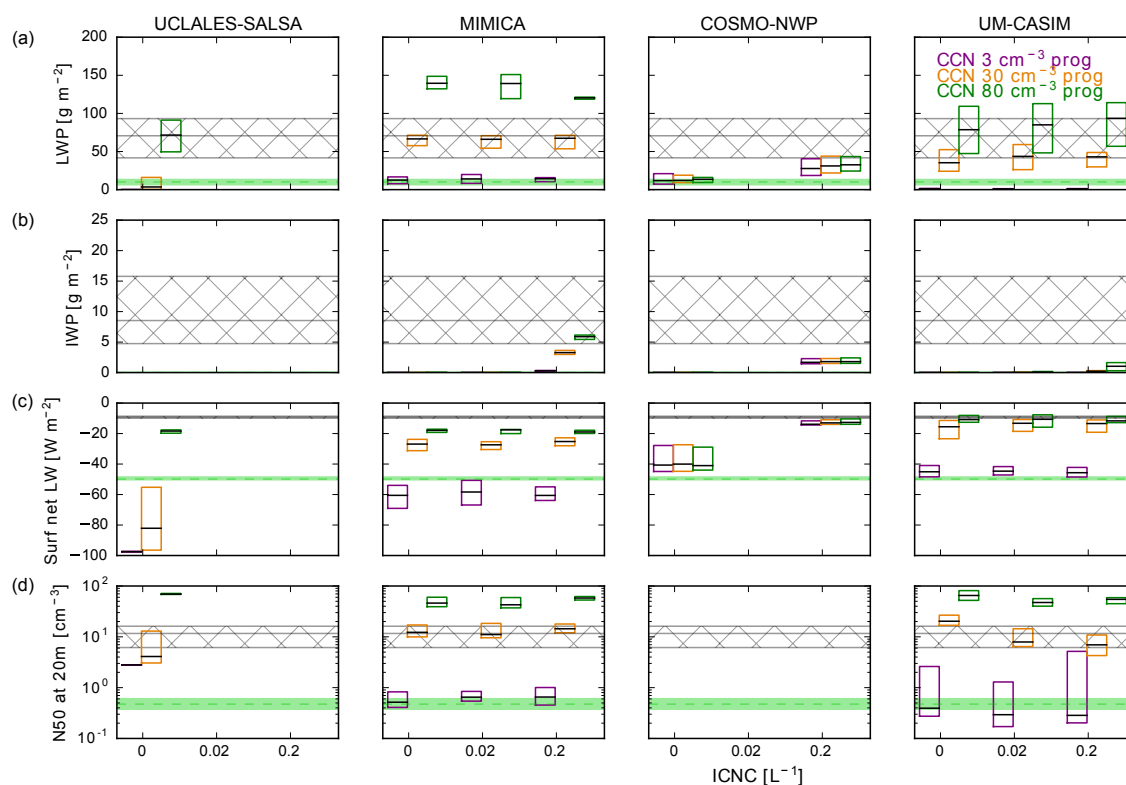 UCLALES-SALSA MIMICA COSMO-NWP UM-CASIM
(a)
LWP [g m⁻²]
200
150
100
50
0
CCN 3 cm⁻³ prog
CCN 30 cm⁻³ prog
CCN 80 cm⁻³ prog
(b)
IWP [g m⁻²]
25
20
15
10
5
0
(c)
Surf net LW [W m⁻²]
0
−20
−40
−60
−80
−100
(d)
N50 at 20m [cm⁻³]
10²
10¹
10⁰
10⁻¹
0 0.02 0.2 0 0.02 0.2 0 0.02 0.2 0 0.02 0.2
ICNC [L⁻¹]